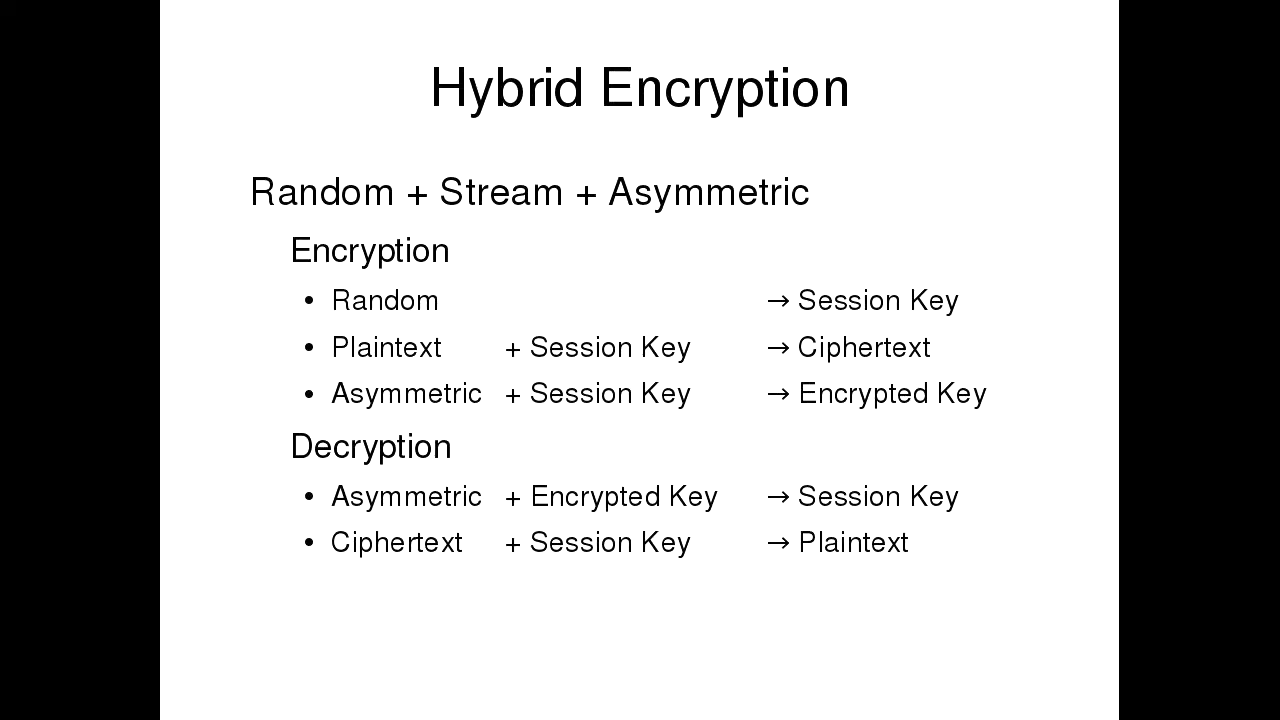 Hybrid Encryption
Random + Stream + Asymmetric
Encryption
• Random → Session Key
• Plaintext + Session Key → Ciphertext
• Asymmetric + Session Key → Encrypted Key
Decryption
• Asymmetric + Encrypted Key → Session Key
• Ciphertext + Session Key → Plaintext